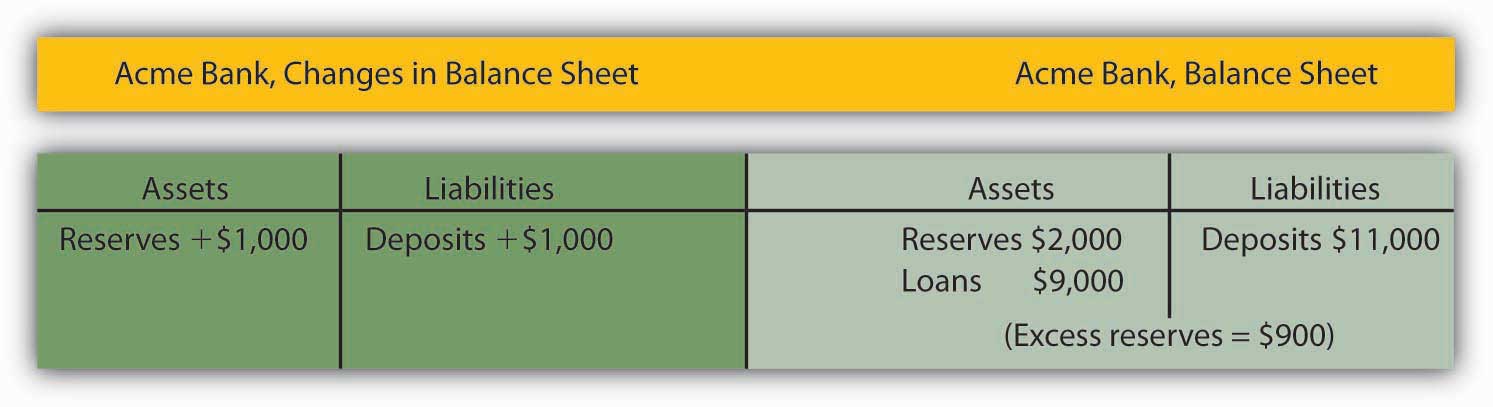 Acme Bank, Changes in Balance Sheet
Acme Bank, Balance Sheet
Assets
Liabilities
Reserves +$1,000
Deposits +$1,000
Assets
Liabilities
Reserves $2,000
Loans $9,000
Deposits $11,000
(Excess reserves = $900)